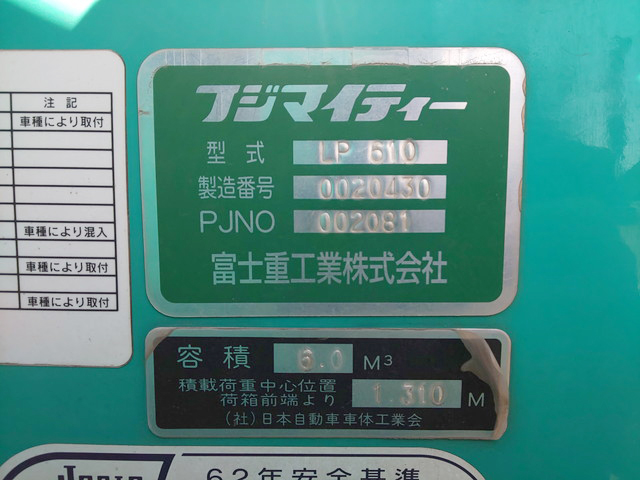 注記
車種により取付
車種により混入
車種により取付
車種により取付
フジマイティー
型式 LP 610
製造番号 0020430
PJNO 002081
富士重工業株式会社
容積 6.0 M³
積載荷重中心位置
荷箱前端より 1.310 M
(社)日本自動車車体工業会
62年安全基準